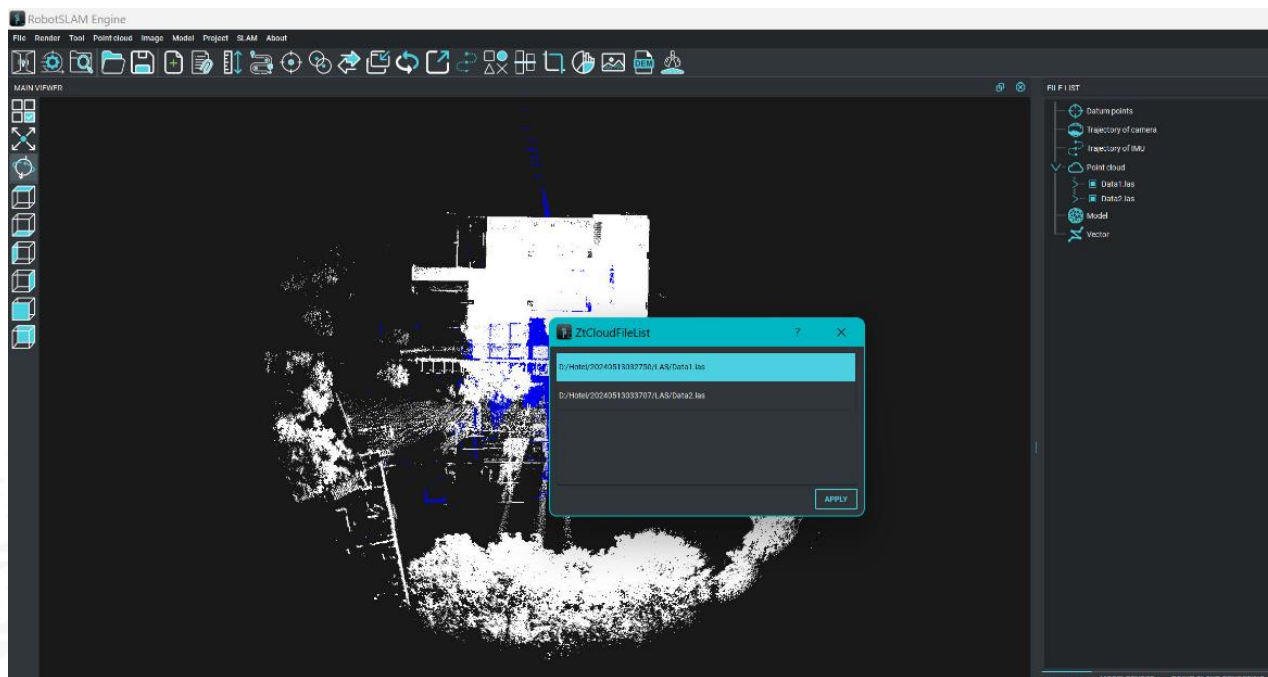 RobotSLAM Engine
File Render Tool Point cloud Image Model Project SLAM About
DEM
MAIN VIEWER
FILE LIST
Datum points
Trajectory of camera
Trajectory of IMU
Point cloud
Data1.las
Data2.las
Model
Vector
ZtCloudFileList ?
D:/Hotel/20240513032750/LAS/Data1.las
D:/Hotel/20240513033707/LAS/Data2.las
APPLY